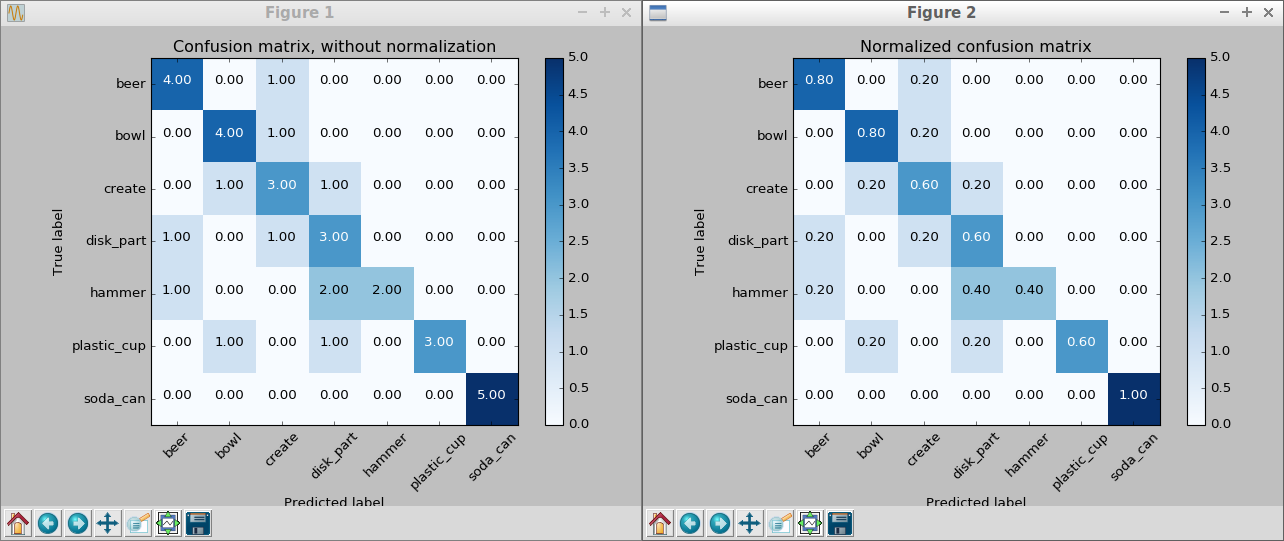 Figure 1
Confusion matrix, without normalization
True label
beer 4.00 0.00 1.00 0.00 0.00 0.00 0.00
bowl 0.00 4.00 1.00 0.00 0.00 0.00 0.00
create 0.00 1.00 3.00 1.00 0.00 0.00 0.00
disk_part 1.00 0.00 1.00 3.00 0.00 0.00 0.00
hammer 1.00 0.00 0.00 2.00 2.00 0.00 0.00
plastic_cup 0.00 1.00 0.00 1.00 0.00 3.00 0.00
soda_can 0.00 0.00 0.00 0.00 0.00 0.00 5.00
beer bowl create disk_part hammer plastic_cup soda_can
Predicted label
5.0
4.5
4.0
3.5
3.0
2.5
2.0
1.5
1.0
0.5
0.0
Figure 2
Normalized confusion matrix
True label
beer 0.80 0.00 0.20 0.00 0.00 0.00 0.00
bowl 0.00 0.80 0.20 0.00 0.00 0.00 0.00
create 0.00 0.20 0.60 0.20 0.00 0.00 0.00
disk_part 0.20 0.00 0.20 0.60 0.00 0.00 0.00
hammer 0.20 0.00 0.00 0.40 0.40 0.00 0.00
plastic_cup 0.00 0.20 0.00 0.20 0.00 0.60 0.00
soda_can 0.00 0.00 0.00 0.00 0.00 0.00 1.00
beer bowl create disk_part hammer plastic_cup soda_can
Predicted label
5.0
4.5
4.0
3.5
3.0
2.5
2.0
1.5
1.0
0.5
0.0